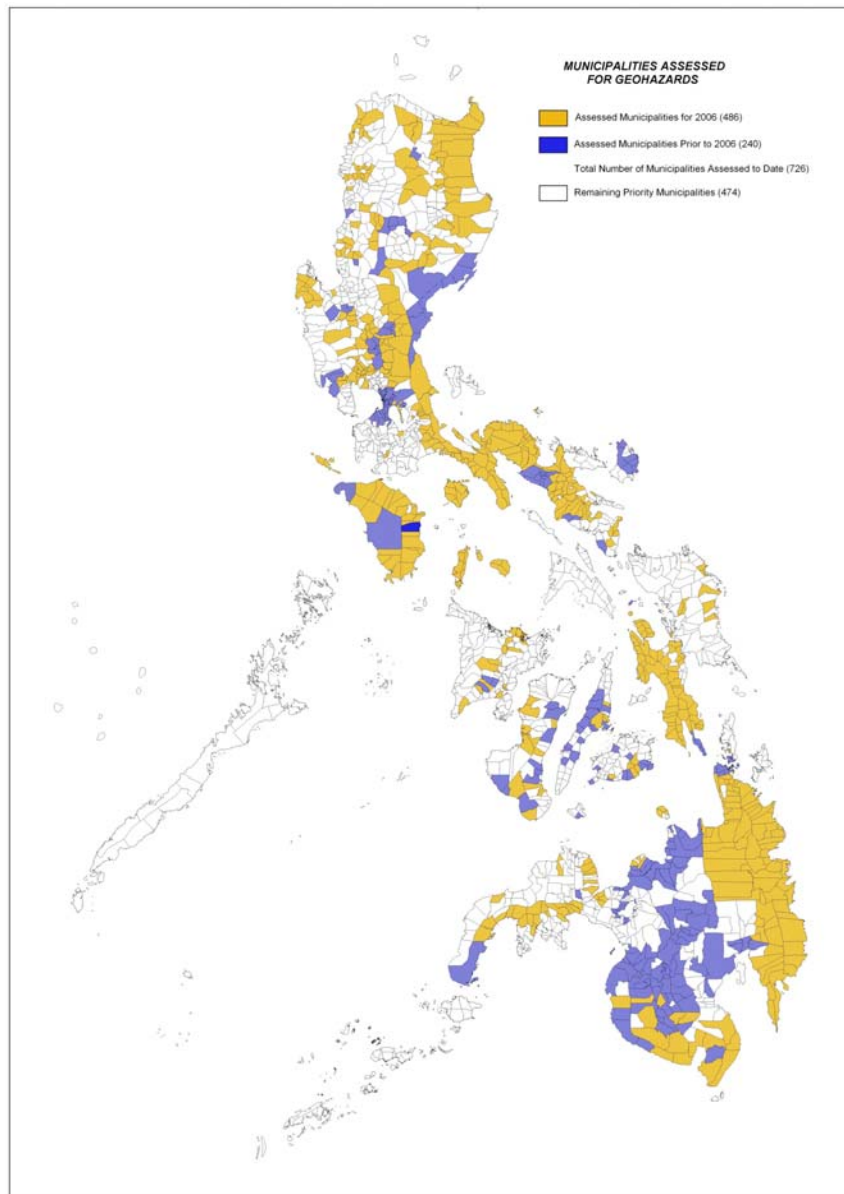 MUNICIPALITIES ASSESSED
FOR GEOHAZARDS
Assessed Municipalities for 2006 (486)
Assessed Municipalities Prior to 2006 (240)
Total Number of Municipalities Assessed to Date (726)
Remaining Priority Municipalities (474)